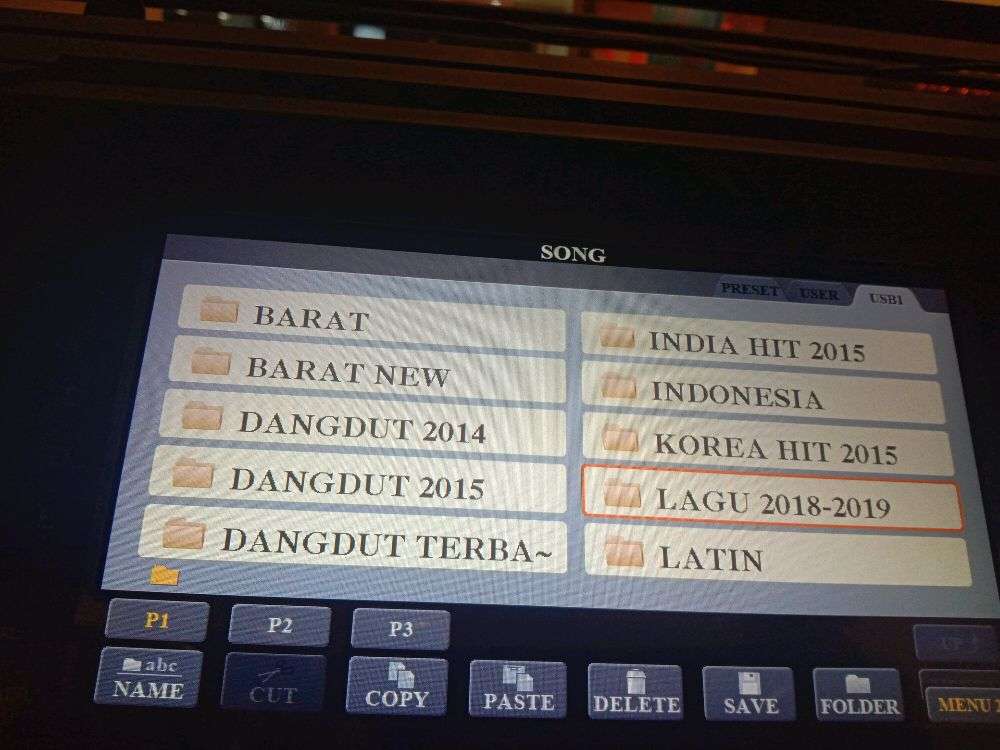 SONG
PRESET USER USB1
BARAT
BARAT NEW
DANGDUT 2014
DANGDUT 2015
DANGDUT TERBA~
INDIA HIT 2015
INDONESIA
KOREA HIT 2015
LAGU 2018-2019
LATIN
P1 P2 P3 UP
abc
NAME CUT COPY PASTE DELETE SAVE FOLDER MENU